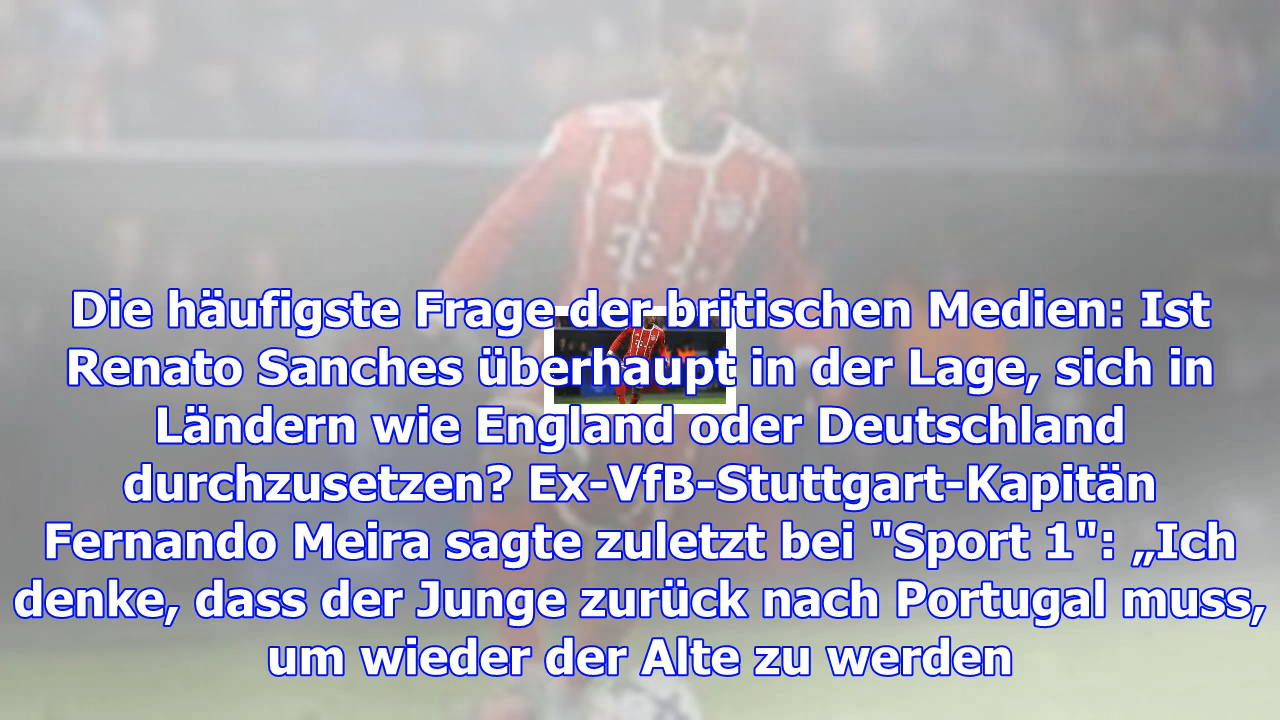 Die häufigste Frage der britischen Medien: Ist
Renato Sanches überhaupt in der Lage, sich in
Ländern wie England oder Deutschland
durchzusetzen? Ex-VfB-Stuttgart-Kapitän
Fernando Meira sagte zuletzt bei "Sport 1": „Ich
denke, dass der Junge zurück nach Portugal muss,
um wieder der Alte zu werden